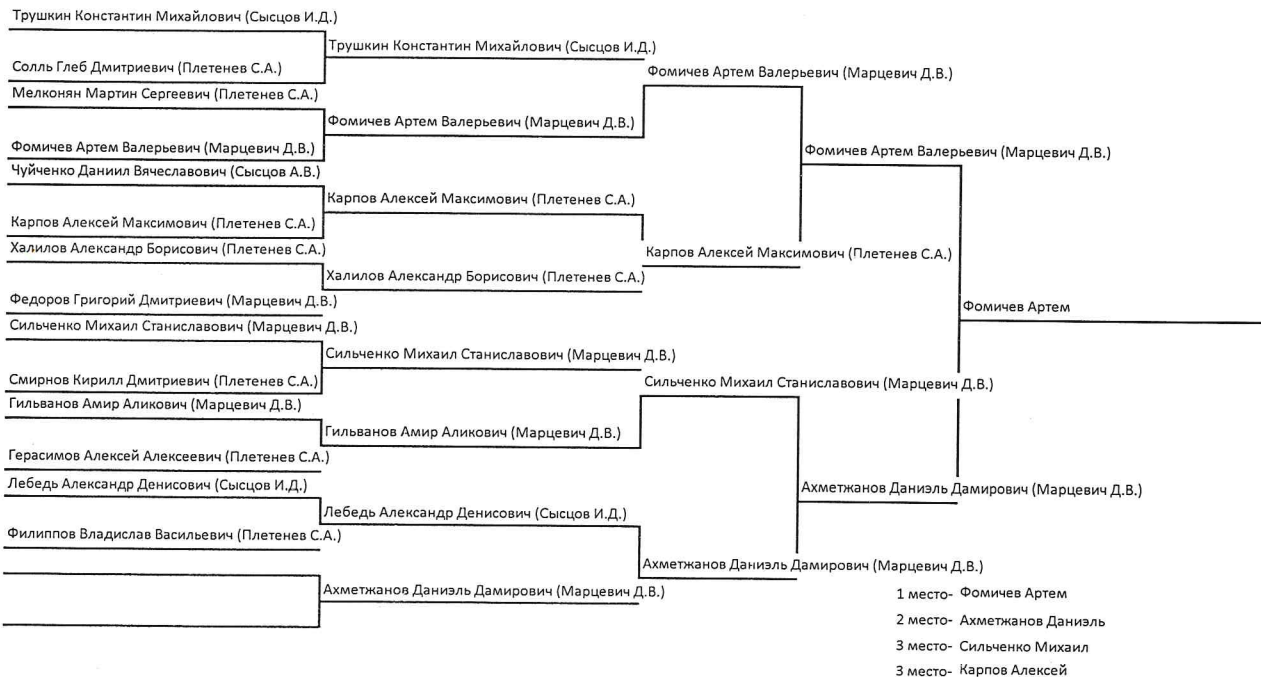 Трушкин Константин Михайлович (Сысцов И.Д.)
Трушкин Константин Михайлович (Сысцов И.Д.)
Солль Глеб Дмитриевич (Плетенев С.А.)
Фомичев Артем Валерьевич (Марцевич Д.В.)
Мелконян Мартин Сергеевич (Плетенев С.А.)
Фомичев Артем Валерьевич (Марцевич Д.В.)
Фомичев Артем Валерьевич (Марцевич Д.В.)
Фомичев Артем Валерьевич (Марцевич Д.В.)
Чуйченко Даниил Вячеславович (Сысцов А.В.)
Карпов Алексей Максимович (Плетенев С.А.)
Карпов Алексей Максимович (Плетенев С.А.)
Халилов Александр Борисович (Плетенев С.А.)
Карпов Алексей Максимович (Плетенев С.А.)
Халилов Александр Борисович (Плетенев С.А.)
Федоров Григорий Дмитриевич (Марцевич Д.В.)
Фомичев Артем
Сильченко Михаил Станиславович (Марцевич Д.В.)
Сильченко Михаил Станиславович (Марцевич Д.В.)
Смирнов Кирилл Дмитриевич (Плетенев С.А.)
Сильченко Михаил Станиславович (Марцевич Д.В.)
Гильванов Амир Аликович (Марцевич Д.В.)
Гильванов Амир Аликович (Марцевич Д.В.)
Герасимов Алексей Алексеевич (Плетенев С.А.)
Лебедь Александр Денисович (Сысцов И.Д.)
Ахметжанов Даниэль Дамирович (Марцевич Д.В.)
Лебедь Александр Денисович (Сысцов И.Д.)
Филиппов Владислав Васильевич (Плетенев С.А.)
Ахметжанов Даниэль Дамирович (Марцевич Д.В.)
Ахметжанов Даниэль Дамирович (Марцевич Д.В.)
1 место- Фомичев Артем
2 место- Ахметжанов Даниэль
3 место- Сильченко Михаил
3 место- Карпов Алексей